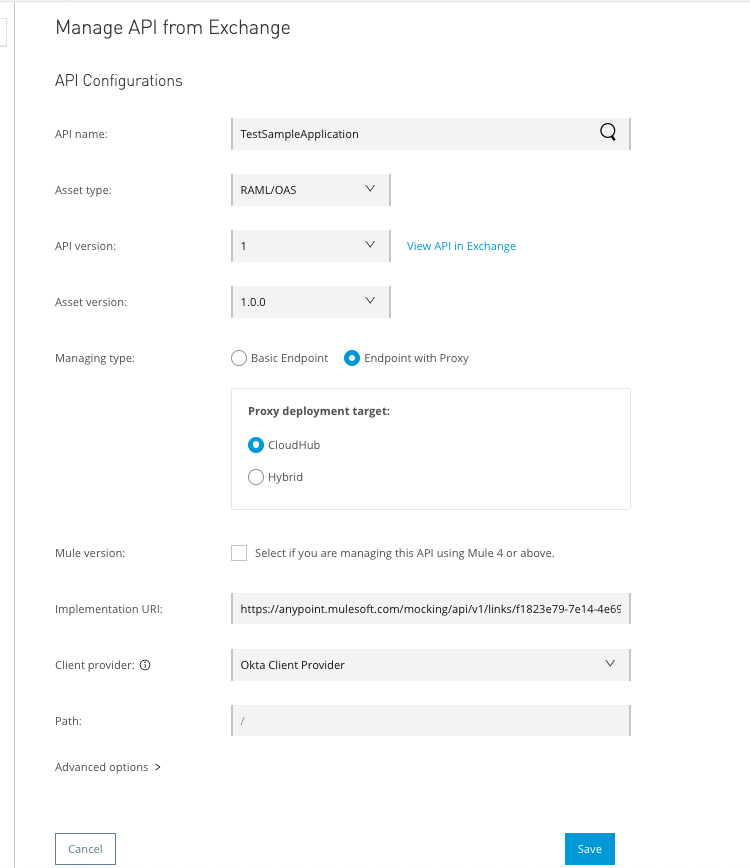 Manage API from Exchange
API Configurations
API name: TestSampleApplication
Asset type: RAML/OAS
API version: 1 View API in Exchange
Asset version: 1.0.0
Managing type: Basic Endpoint Endpoint with Proxy
Proxy deployment target:
CloudHub
Hybrid
Mule version: Select if you are managing this API using Mule 4 or above.
Implementation URI: https://anypoint.mulesoft.com/mocking/api/v1/links/f1823e79-7e14-4e69
Client provider: Okta Client Provider
Path: /
Advanced options >
Cancel Save